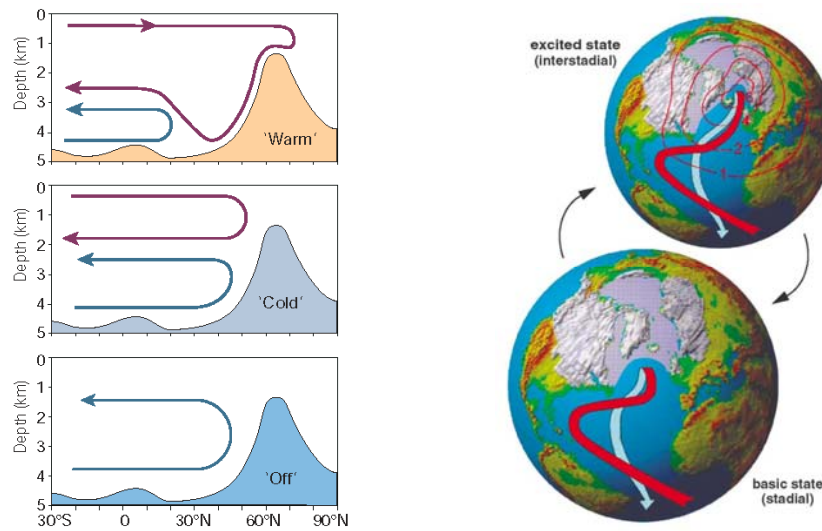 0
1
2
3
4
5
Depth (km)
'Warm'
0
1
2
3
4
5
Depth (km)
'Cold'
0
1
2
3
4
5
Depth (km)
'Off'
30°S
0
30°N
60°N
90°N
excited state
(interstadial)
1
2
4
basic state
(stadial)